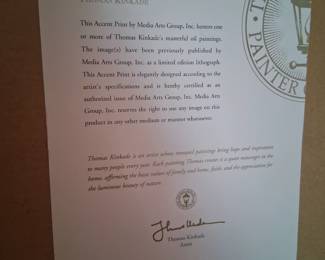 THOMAS KINKADE
This Accent Print by Media Arts Group, Inc. honors one
or more of Thomas Kinkade's masterful oil paintings.
The image(s) have been previously published by
Media Arts Group, Inc. as a limited edition lithograph.
This Accent Print is elegantly designed according to the
artist's specifications and is hereby certified as an
authorized issue of Media Arts Group, Inc. Media Arts
Group, Inc. reserves the right to use any image on this
product in any other medium or manner whatsoever.
Thomas Kinkade is an artist whose treasured paintings bring hope and inspiration
to many people every year. Each painting Thomas creates is a quiet messenger in the
home, affirming the basic values of family and home, faith, and the appreciation for
the luminous beauty of nature.
Thomas Kinkade
Artist
PAINTER